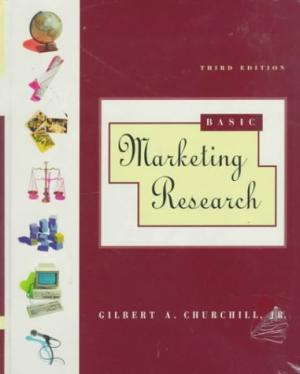 THIRD EDITION
BASIC
Marketing
Research
GILBERT A. CHURCHILL, JR.